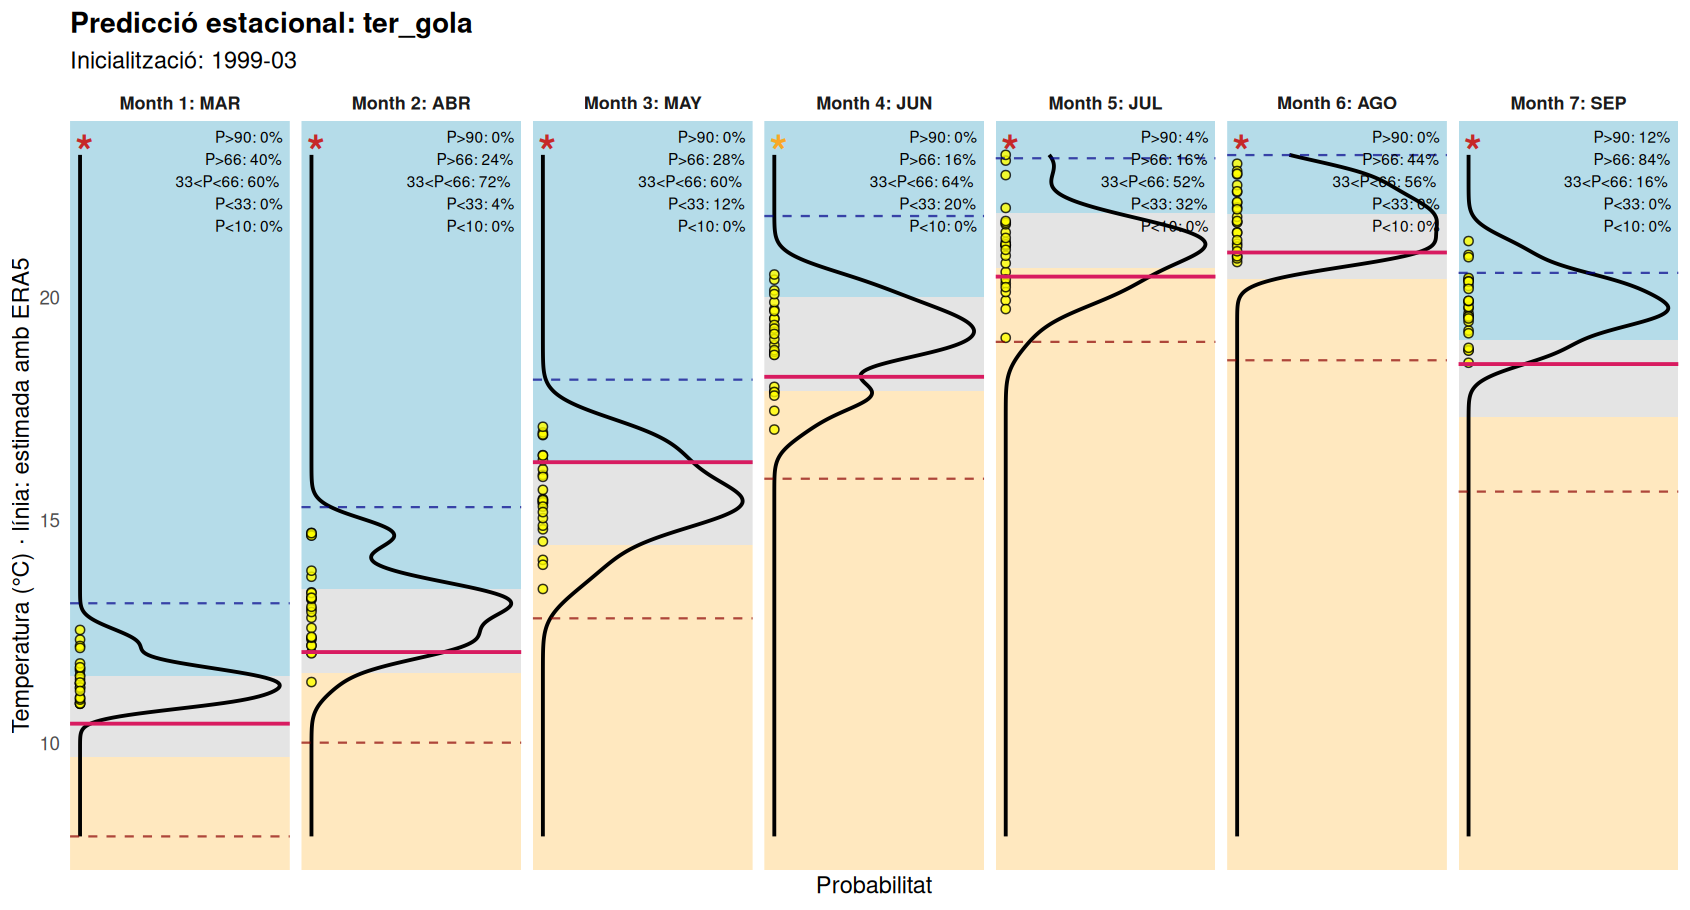 Predicció estacional: ter_gola
Inicialització: 1999-03
Month 1: MAR
Month 2: ABR
Month 3: MAY
Month 4: JUN
Month 5: JUL
Month 6: AGO
Month 7: SEP
*
P>90: 0%
P>66: 40%
33<P<66: 60%
P<33: 0%
P<10: 0%
*
P>90: 0%
P>66: 24%
33<P<66: 72%
P<33: 4%
P<10: 0%
*
P>90: 0%
P>66: 28%
33<P<66: 60%
P<33: 12%
P<10: 0%
*
P>90: 0%
P>66: 16%
33<P<66: 64%
P<33: 20%
P<10: 0%
*
P>90: 4%
P>66: 16%
33<P<66: 52%
P<33: 32%
P<10: 0%
*
P>90: 0%
P>66: 44%
33<P<66: 56%
P<33: 0%
P<10: 0%
*
P>90: 12%
P>66: 84%
33<P<66: 16%
P<33: 0%
P<10: 0%
Temperatura (°C) · línia: estimada amb ERA5
20
15
10
Probabilitat